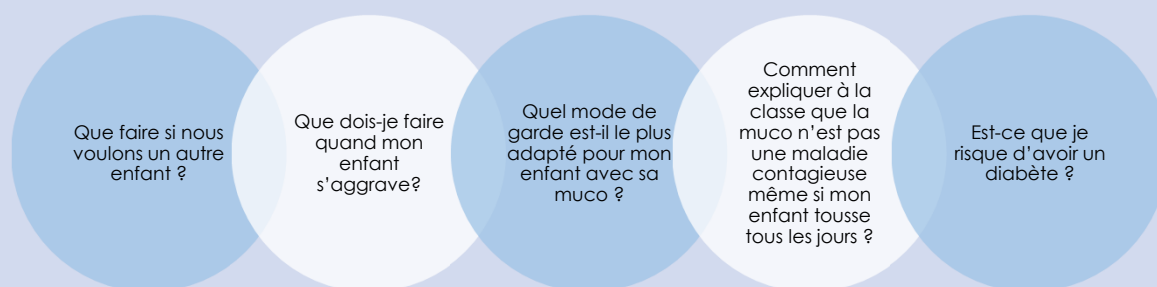 Que faire si nous
voulons un autre
enfant ?
Que dois-je faire
quand mon
enfant
s'aggrave?
Quel mode de
garde est-il le plus
adapté pour mon
enfant avec sa
muco ?
Comment
expliquer à la
classe que la
muco n'est pas
une maladie
contagieuse
même si mon
enfant tousse
tous les jours ?
Est-ce que je
risque d'avoir un
diabète ?